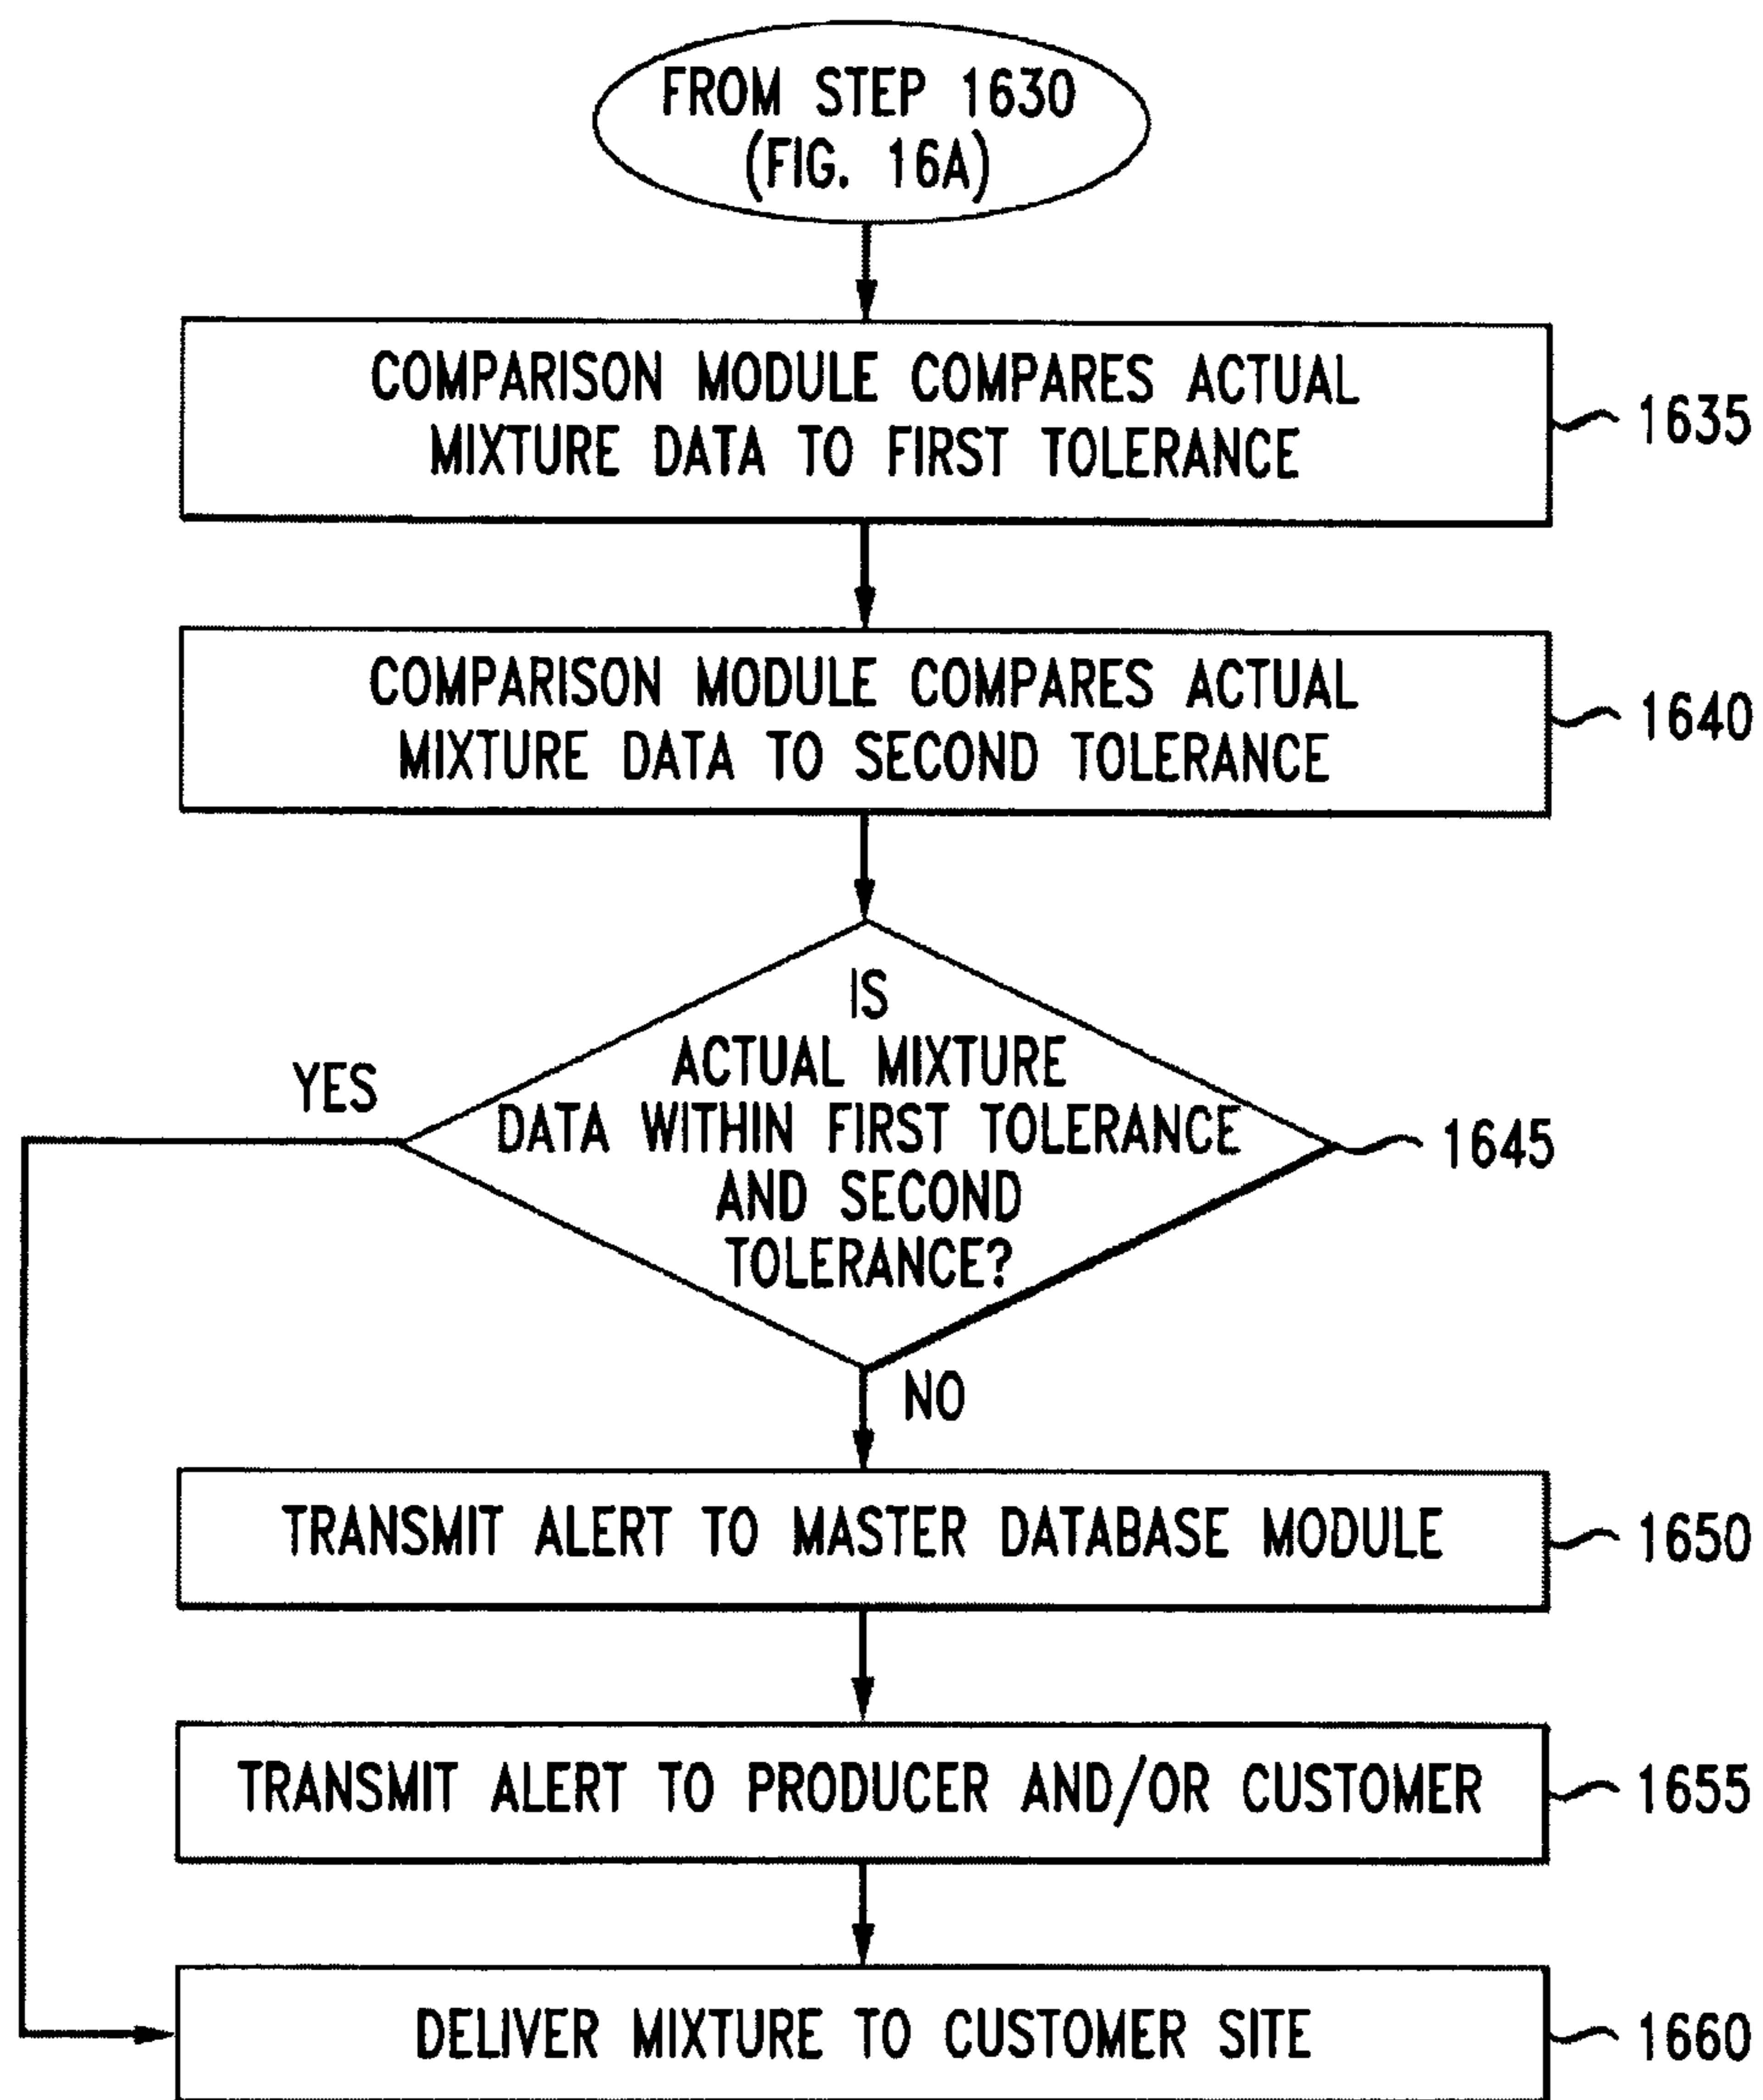 FROM STEP 1630
(FIG. 16A)
COMPARISON MODULE COMPARES ACTUAL
MIXTURE DATA TO FIRST TOLERANCE
1635
COMPARISON MODULE COMPARES ACTUAL
MIXTURE DATA TO SECOND TOLERANCE
1640
IS
ACTUAL MIXTURE
DATA WITHIN FIRST TOLERANCE
AND SECOND
TOLERANCE?
YES
1645
NO
TRANSMIT ALERT TO MASTER DATABASE MODULE
1650
TRANSMIT ALERT TO PRODUCER AND/OR CUSTOMER
1655
DELIVER MIXTURE TO CUSTOMER SITE
1660